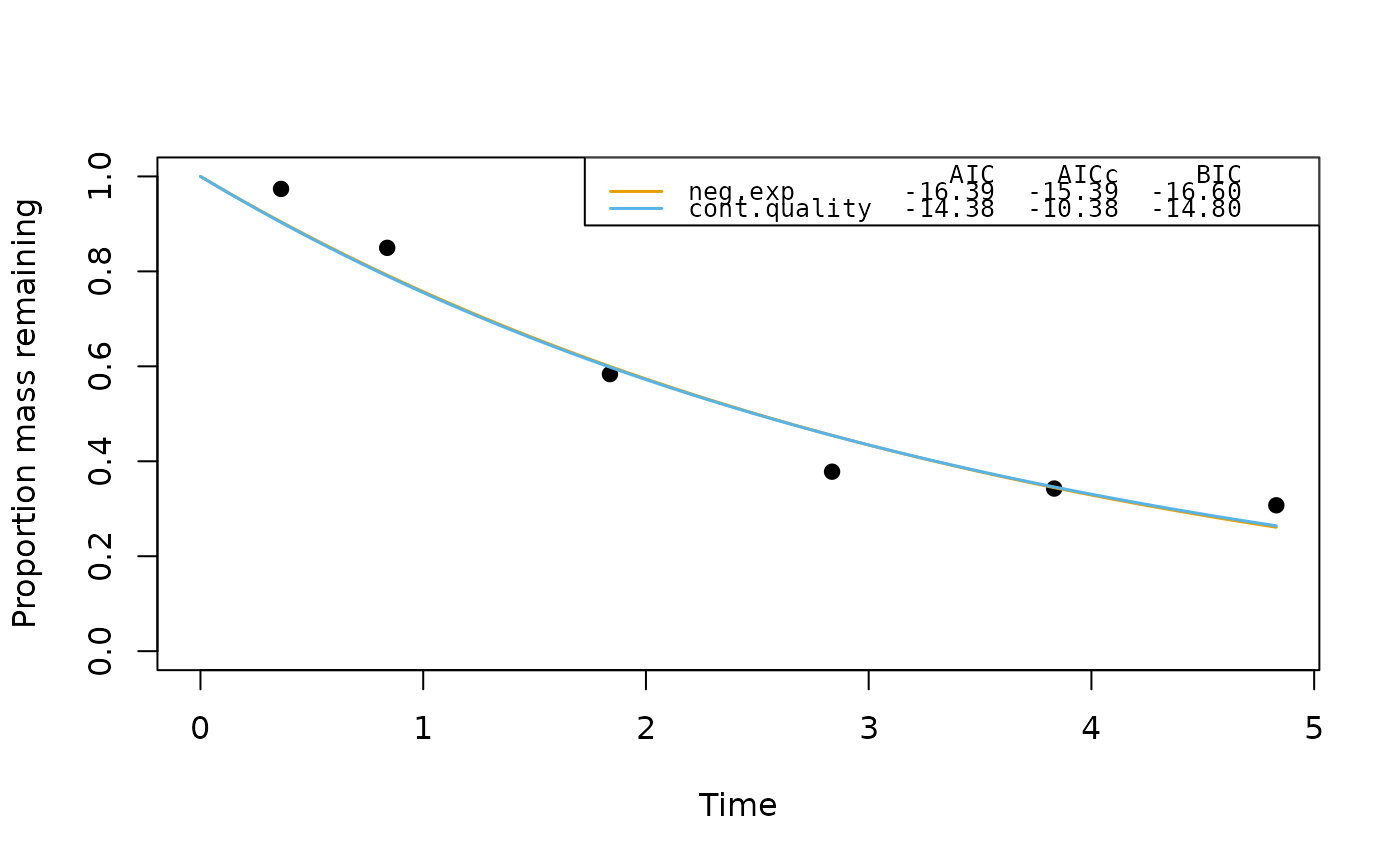 AIC AICc BIC
neg.exp -16.39 -15.39 -16.60
cont.quality -14.38 -10.38 -14.80
Proportion mass remaining
1.0
0.8
0.6
0.4
0.2
0.0
0 1 2 3 4 5
Time